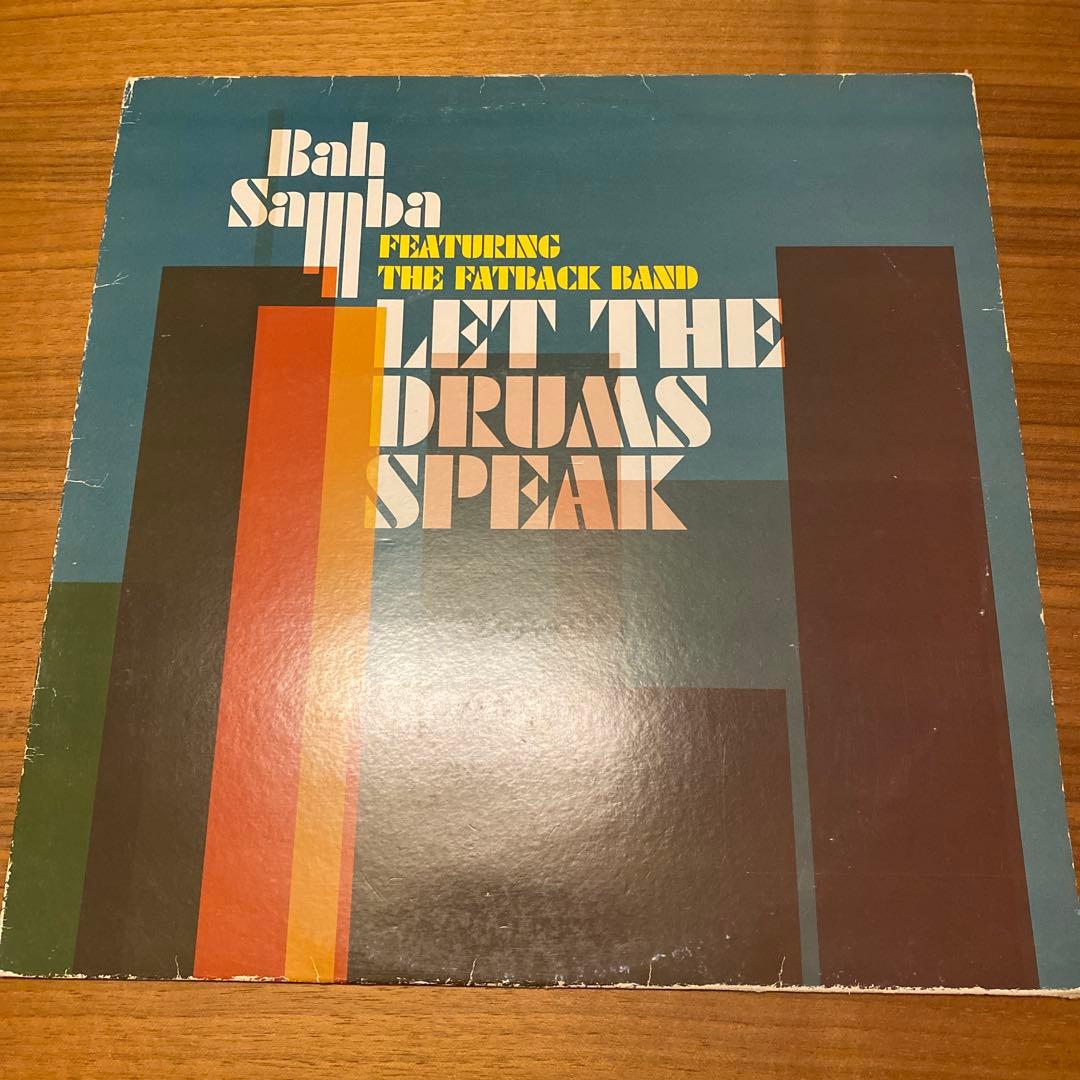 Bah
Samba
FEATURING
THE FATBACK BAND
LET THE
DRUMS
SPEAK